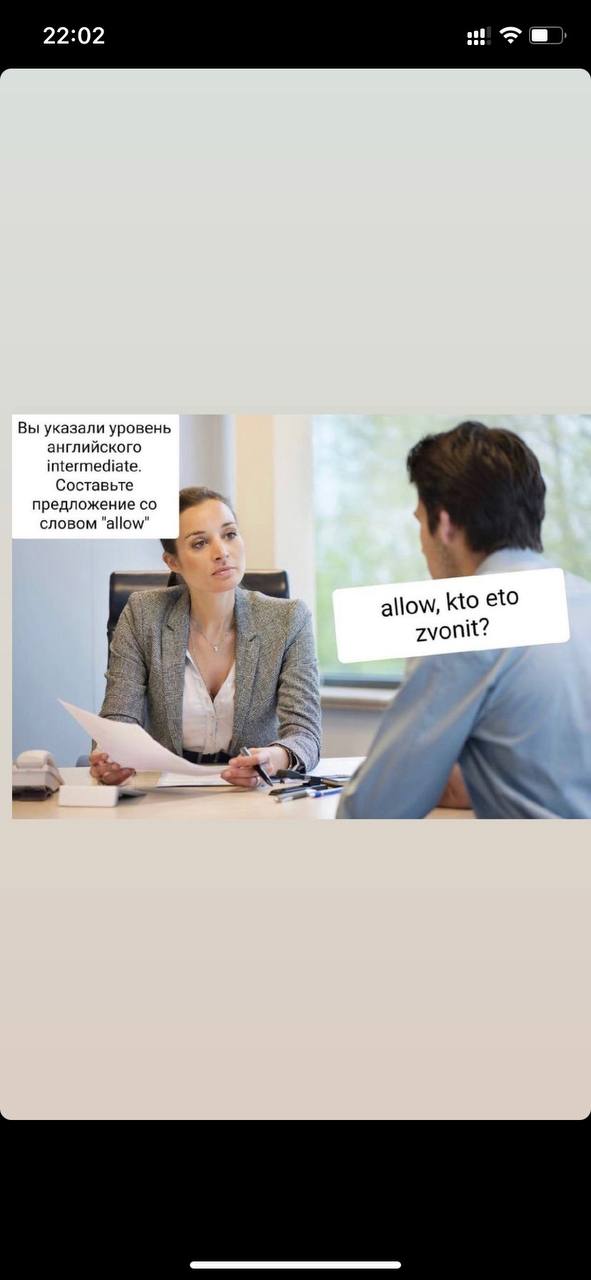 22:02
Вы указали уровень
английского
intermediate.
Составьте
предложение со
словом "allow"
allow, kto eto
zvonit?